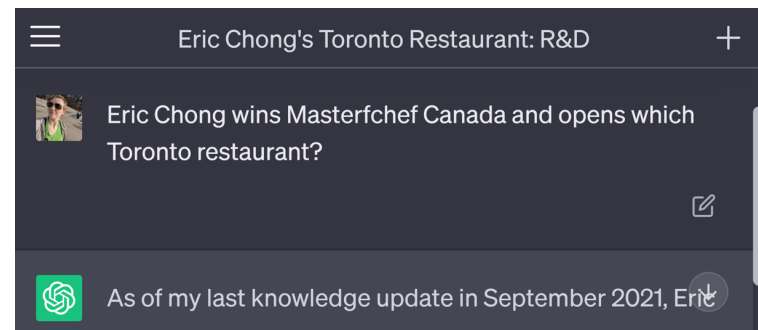 Eric Chong's Toronto Restaurant: R&D
Eric Chong wins Masterfchef Canada and opens which
Toronto restaurant?
As of my last knowledge update in September 2021, Eric